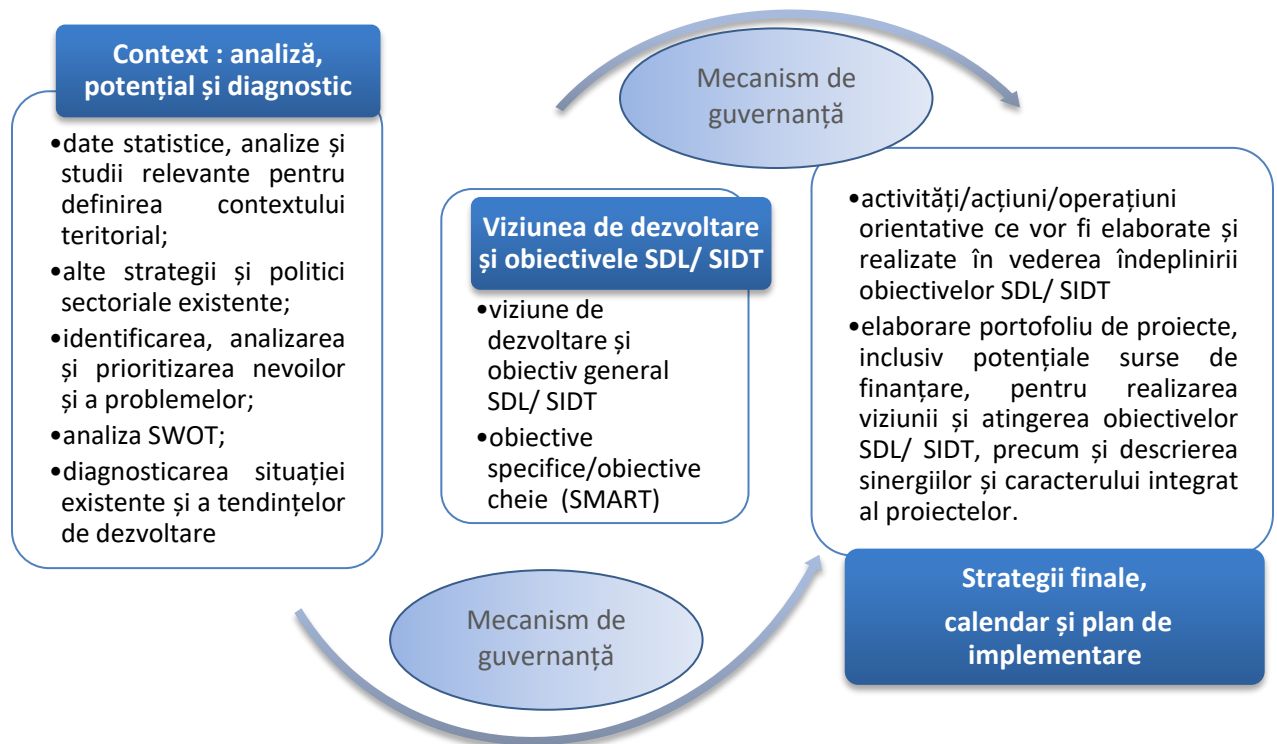 Context : analiză,
potențial și diagnostic
•date statistice, analize și
studii relevante pentru
definirea contextului
teritorial;
•alte strategii și politici
sectoriale existente;
•identificarea, analizarea
și prioritizarea nevoilor
și a problemelor;
•analiza SWOT;
•diagnosticarea situației
existente și a tendințelor
de dezvoltare
Mecanism de
guvernanță
Viziunea de dezvoltare
și obiectivele SDL/ SIDT
•viziune de
dezvoltare și
obiectiv general
SDL/ SIDT
•obiective
specifice/obiective
cheie (SMART)
Mecanism de
guvernanță
•activități/acțiuni/operațiuni
orientative ce vor fi elaborate și
realizate în vederea îndeplinirii
obiectivelor SDL/ SIDT
•elaborare portofoliu de proiecte,
inclusiv potențiale surse de
finanțare, pentru realizarea
viziunii și atingerea obiectivelor
SDL/ SIDT, precum și descrierea
sinergiilor și caracterului integrat
al proiectelor.
Strategii finale,
calendar și plan de
implementare